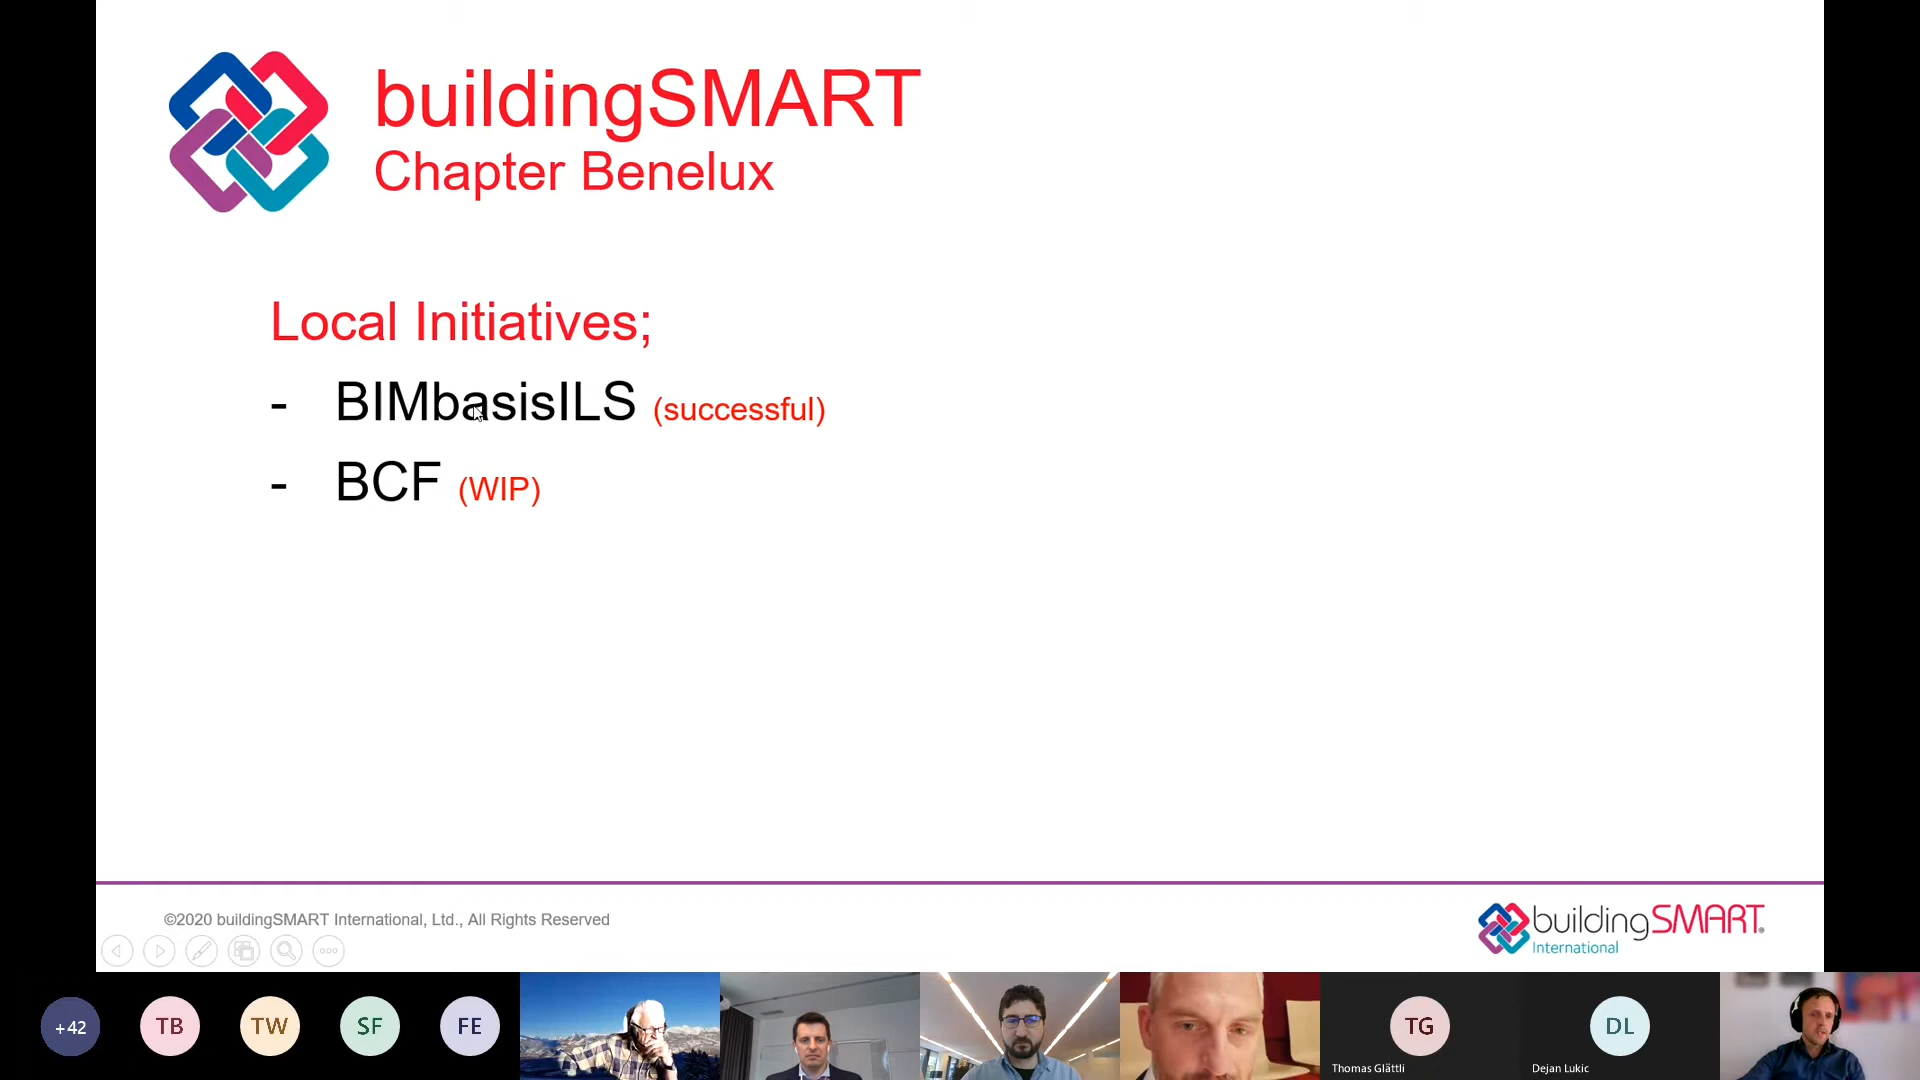 buildingSMART
Chapter Benelux
Local Initiatives;
- BIMbasisILS (successful)
- BCF (WIP)
©2020 buildingSMART International, Ltd., All Rights Reserved
buildingSMART®
International
+42
TB
TW
SF
FE
TG
Thomas Glättli
DL
Dejan Lukic